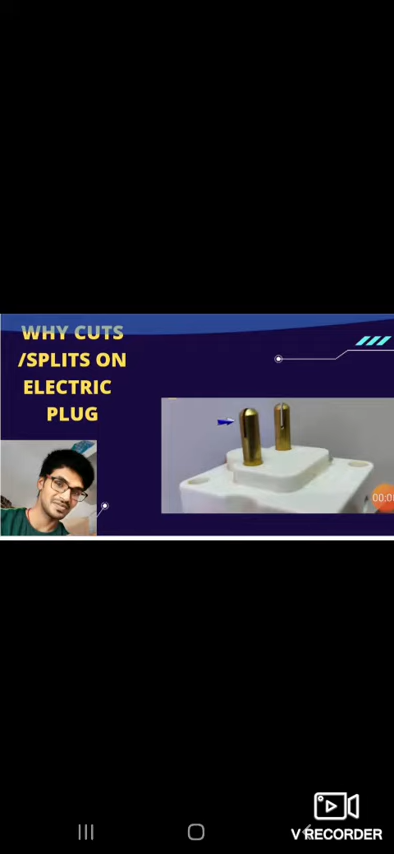 WHY CUTS
/SPLITS ON
ELECTRIC
PLUG
V RECORDER